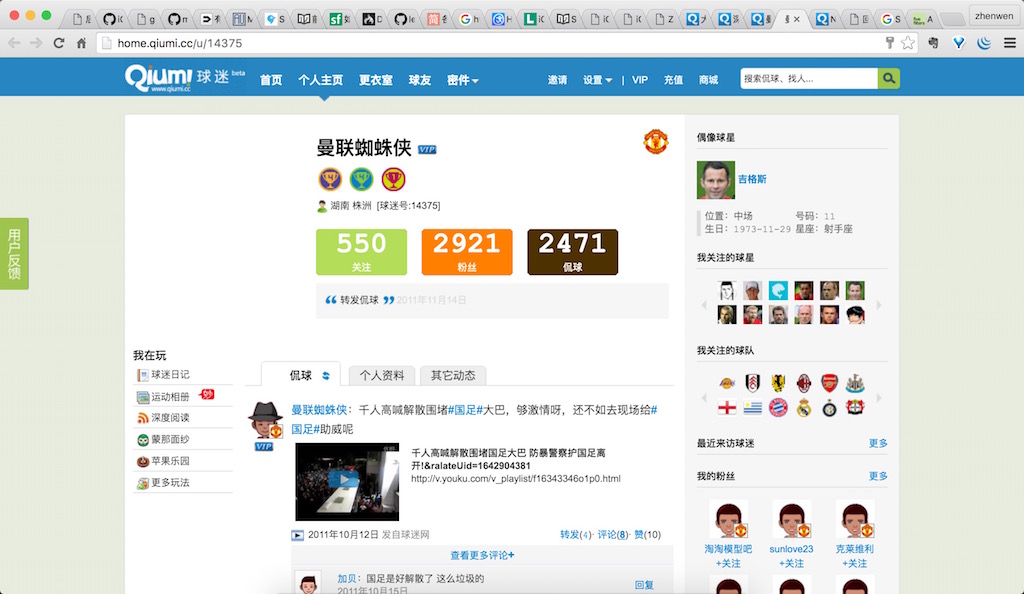 zhenwen
home.qiumi.cc/u/14375
Qiumi 球迷 beta
www.qiumi.cc
首页 个人主页 更衣室 球友 密件
邀请 设置 | VIP 充值 商城
搜索侃球、找人...
用户反馈
曼联蜘蛛侠 VIP
湖南 株洲 [球迷号:14375]
550 关注
2921 粉丝
2471 侃球
转发侃球 2011年11月14日
我在玩
球迷日记
运动相册
深度阅读
蒙那面纱
苹果乐园
更多玩法
侃球 个人资料 其它动态
曼联蜘蛛侠：千人高喊解散围堵#国足#大巴，够激情呀，还不如去现场给#
国足#助威呢
VIP
千人高喊解散围堵国足大巴 防暴警察护国足离
开!&ralateUid=1642904381
http://v.youku.com/v_playlist/f16343346o1p0.html
2011年10月12日 发自球迷网
转发(4)· 评论(8)· 赞(10)
查看更多评论+
加贝：国足是好解散了 这么垃圾的
2011年10月15日
回复
偶像球星
吉格斯
位置：中场 号码：11
生日：1973-11-29 星座：射手座
我关注的球星
我关注的球队
最近来访球迷 更多
我的粉丝 更多
淘淘模型吧 sunlove23 克莱维利
+关注 +关注 +关注